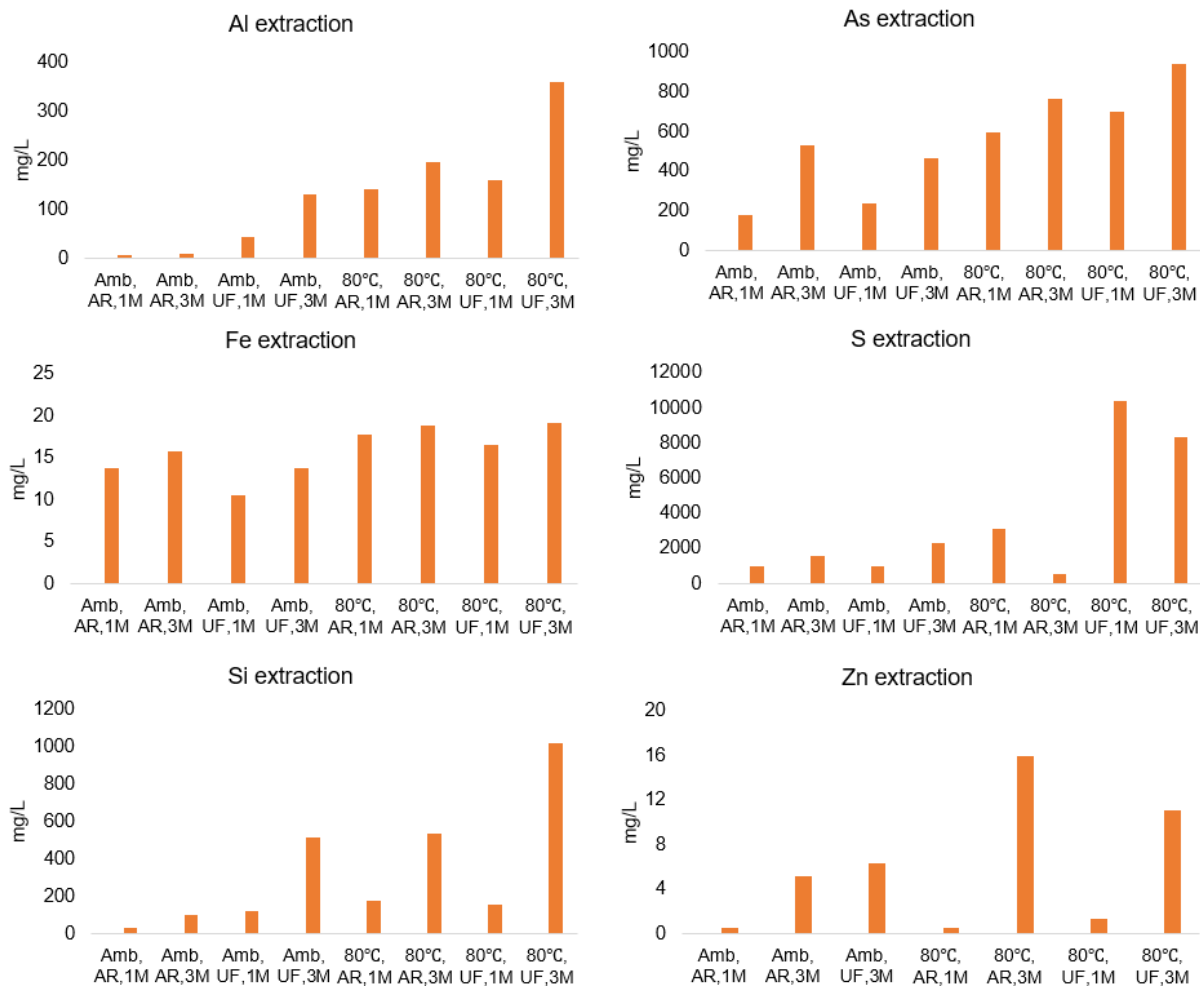 Al extraction
400
300
200
100
0
mg/L
Amb, Amb, Amb, Amb, 80°C, 80°C, 80°C, 80°C,
AR,1M AR,3M UF,1M UF,3M AR,1M AR,3M UF,1M UF,3M
As extraction
1000
800
600
400
200
0
mg/L
Amb, Amb, Amb, Amb, 80°C, 80°C, 80°C, 80°C,
AR,1M AR,3M UF,1M UF,3M AR,1M AR,3M UF,1M UF,3M
Fe extraction
25
20
15
10
5
0
mg/L
Amb, Amb, Amb, Amb, 80°C, 80°C, 80°C, 80°C,
AR,1M AR,3M UF,1M UF,3M AR,1M AR,3M UF,1M UF,3M
S extraction
12000
10000
8000
6000
4000
2000
0
mg/L
Amb, Amb, Amb, Amb, 80°C, 80°C, 80°C, 80°C,
AR,1M AR,3M UF,1M UF,3M AR,1M AR,3M UF,1M UF,3M
Si extraction
1200
1000
800
600
400
200
0
mg/L
Amb, Amb, Amb, Amb, 80°C, 80°C, 80°C, 80°C,
AR,1M AR,3M UF,1M UF,3M AR,1M AR,3M UF,1M UF,3M
Zn extraction
20
16
12
8
4
0
mg/L
Amb, Amb, Amb, 80°C, 80°C, 80°C, 80°C,
AR,1M AR,3M UF,3M AR,1M AR,3M UF,1M UF,3M